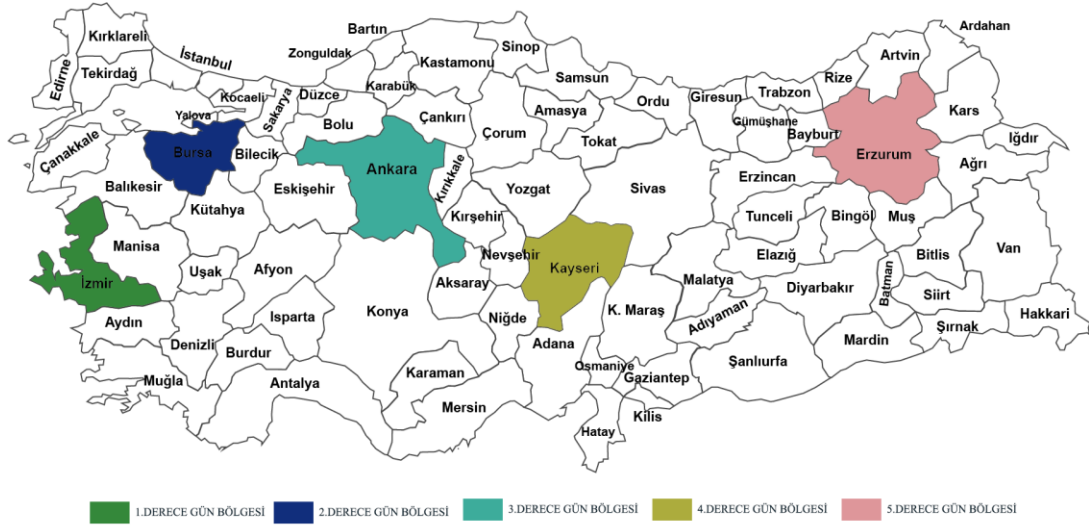 Ardahan
Bartın
Kırklareli
Sinop
Artvin
İstanbul
Zonguldak
Kastamonu
Edirne
Tekirdağ
Karabük
Samsun
Rize
Kocaeli
Sakarya
Düzce
Ordu
Giresun
Trabzon
Kars
Yalova
Bolu
Çankırı
Amasya
Gümüşhane
Bayburt
Iğdır
Çanakkale
Bursa
Bilecik
Ankara
Kırıkkale
Çorum
Tokat
Erzurum
Ağrı
Balıkesir
Eskişehir
Yozgat
Sivas
Erzincan
Kütahya
Kırşehir
Tunceli
Bingöl
Muş
Manisa
Uşak
Afyon
Nevşehir
Kayseri
Elazığ
Bitlis
Van
İzmir
Aksaray
Malatya
Diyarbakır
Batman
Siirt
Aydın
Isparta
Konya
Niğde
K. Maraş
Adıyaman
Hakkari
Denizli
Burdur
Adana
Mardin
Şırnak
Muğla
Antalya
Karaman
Osmaniye
Gaziantep
Şanlıurfa
Mersin
Kilis
Hatay
1.DERECE GÜN BÖLGESİ
2.DERECE GÜN BÖLGESİ
3.DERECE GÜN BÖLGESİ
4.DERECE GÜN BÖLGESİ
5.DERECE GÜN BÖLGESİ